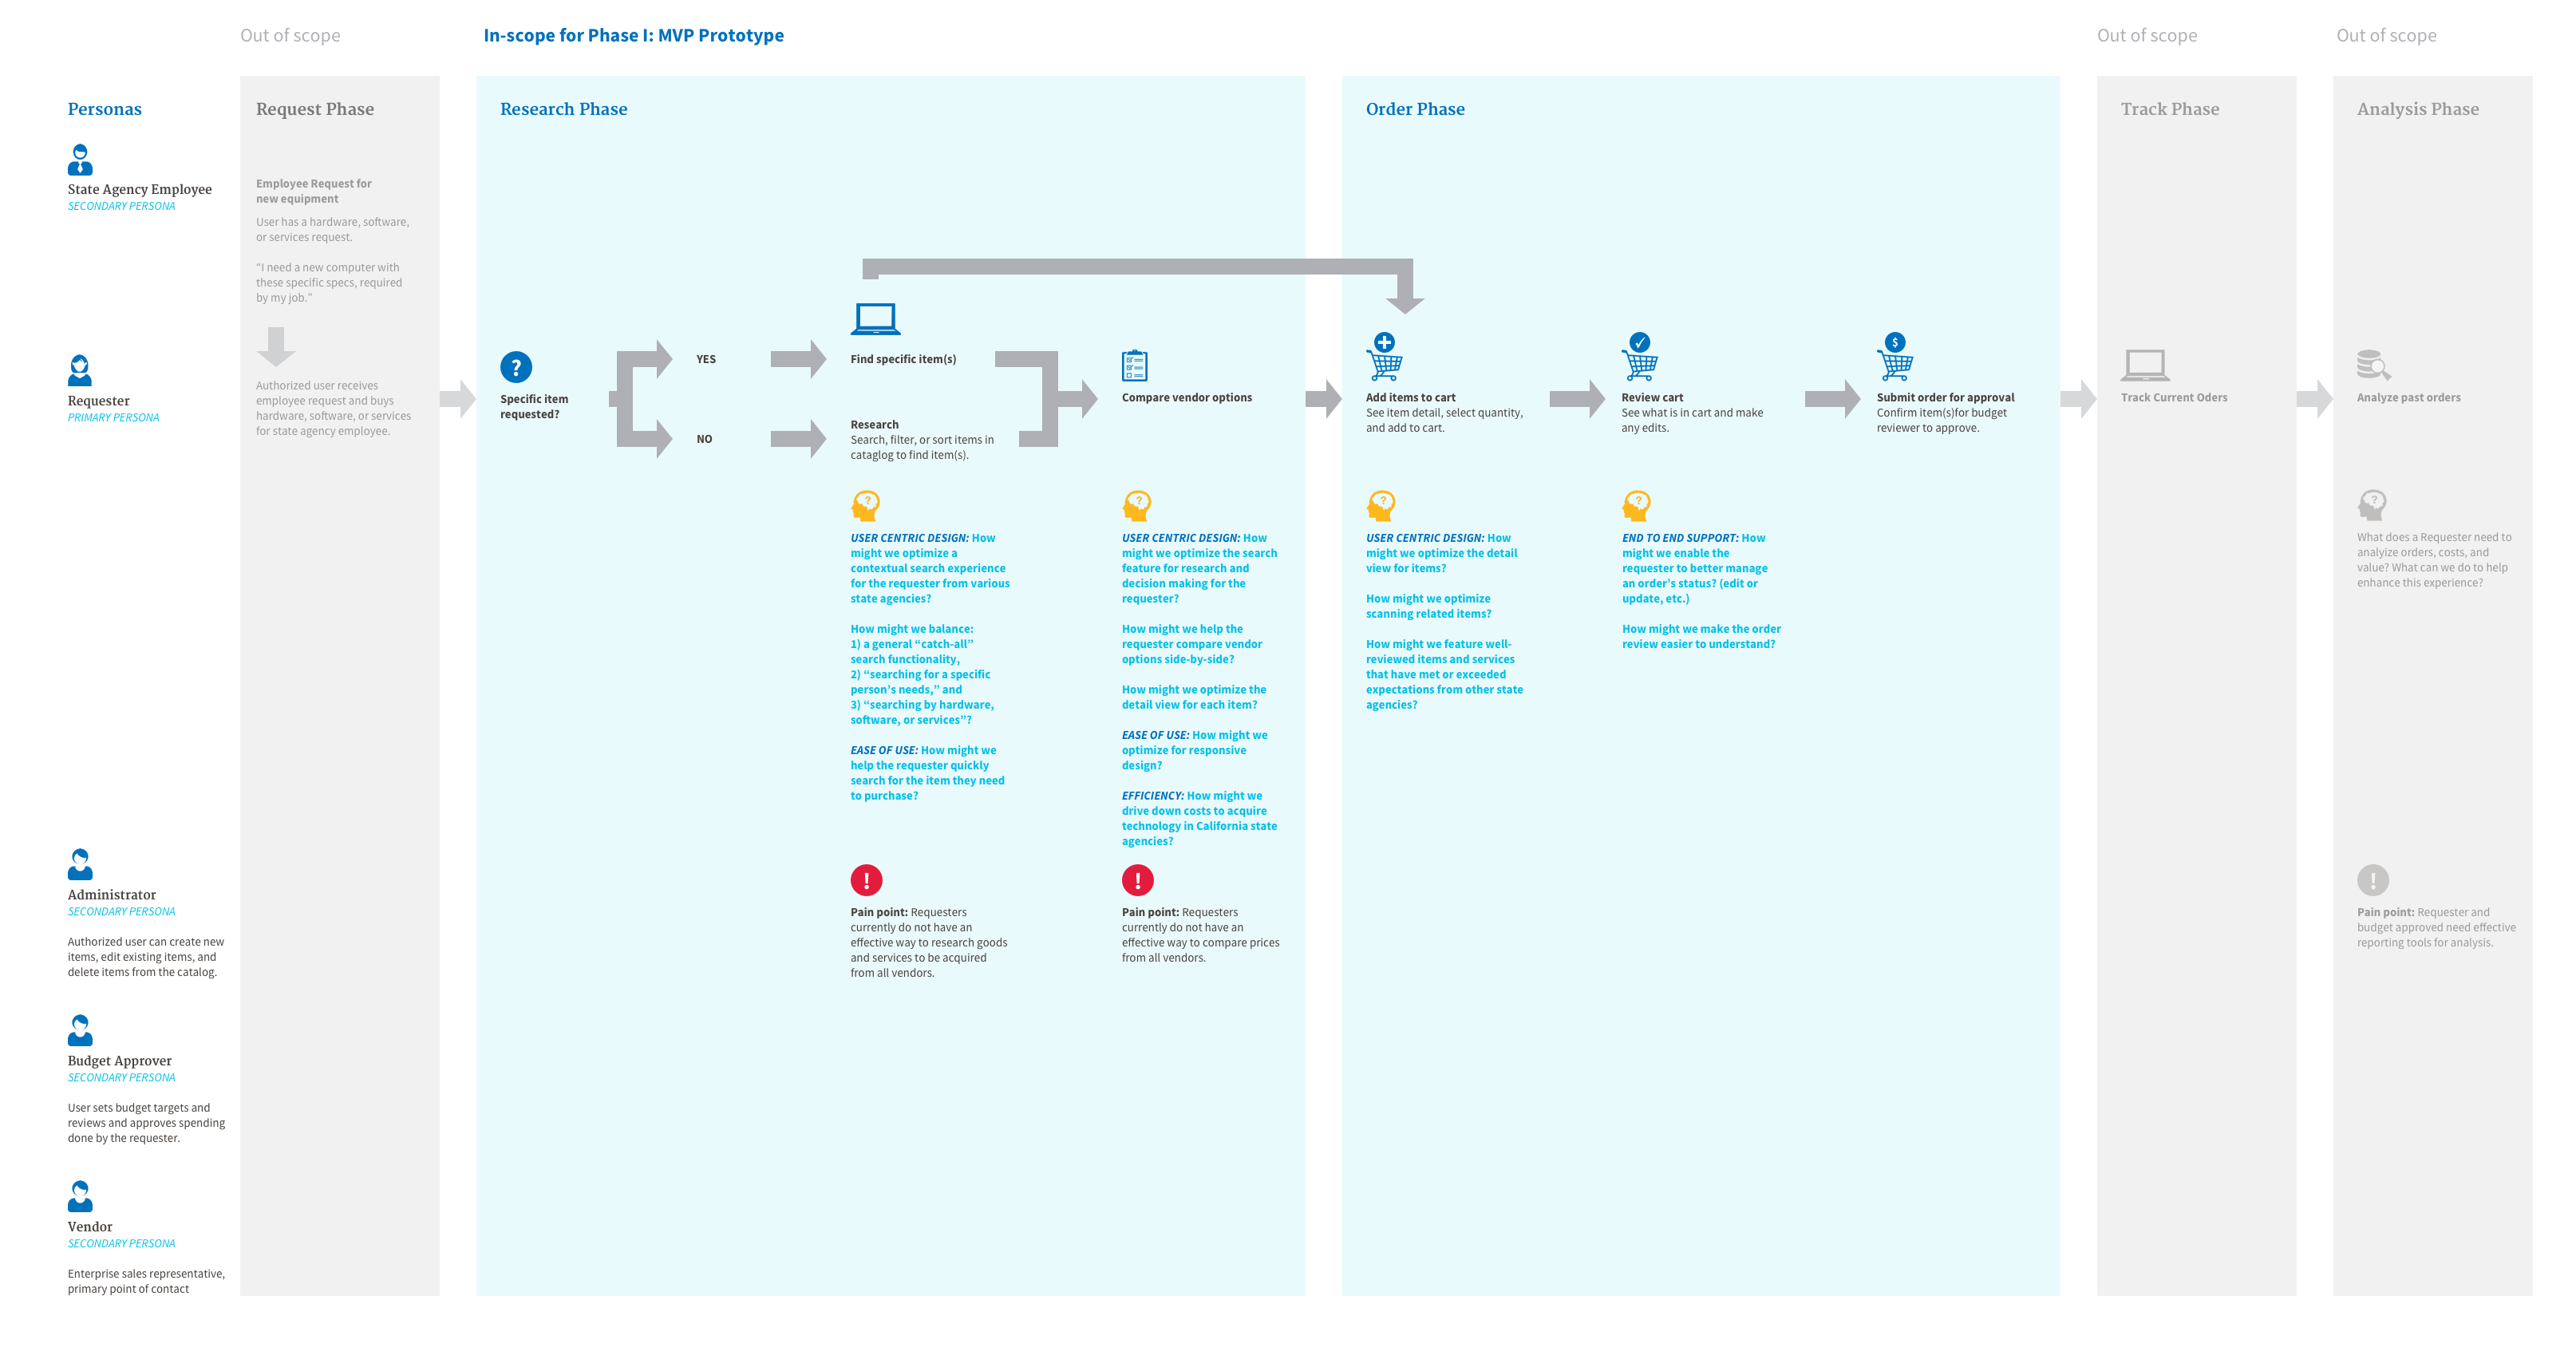 Out of scope
In-scope for Phase I: MVP Prototype
Out of scope
Out of scope
Personas
State Agency Employee
SECONDARY PERSONA
Requester
PRIMARY PERSONA
Administrator
SECONDARY PERSONA
Authorized user can create new
items, edit existing items, and
delete items from the catalog.
Budget Approver
SECONDARY PERSONA
User sets budget targets and
reviews and approves spending
done by the requester.
Vendor
SECONDARY PERSONA
Enterprise sales representative,
primary point of contact
Request Phase
Employee Request for
new equipment
User has a hardware, software,
or services request.
“I need a new computer with
these specific specs, required
by my job.”
Authorized user receives
employee request and buys
hardware, software, or services
for state agency employee.
Research Phase
?
Specific item
requested?
YES
NO
Find specific item(s)
Research
Search, filter, or sort items in
cataglog to find item(s).
?
USER CENTRIC DESIGN: How
might we optimize a
contextual search experience
for the requester from various
state agencies?
How might we balance:
1) a general “catch-all”
search functionality,
2) “searching for a specific
person’s needs,” and
3) “searching by hardware,
software, or services”?
EASE OF USE: How might we
help the requester quickly
search for the item they need
to purchase?
!
Pain point: Requesters
currently do not have an
effective way to research goods
and services to be acquired
from all vendors.
Compare vendor options
?
USER CENTRIC DESIGN: How
might we optimize the search
feature for research and
decision making for the
requester?
How might we help the
requester compare vendor
options side-by-side?
How might we optimize the
detail view for each item?
EASE OF USE: How might we
optimize for responsive
design?
EFFICIENCY: How might we
drive down costs to acquire
technology in California state
agencies?
!
Pain point: Requesters
currently do not have an
effective way to compare prices
from all vendors.
Order Phase
Add items to cart
See item detail, select quantity,
and add to cart.
?
USER CENTRIC DESIGN: How
might we optimize the detail
view for items?
How might we optimize
scanning related items?
How might we feature well-
reviewed items and services
that have met or exceeded
expectations from other state
agencies?
Review cart
See what is in cart and make
any edits.
?
END TO END SUPPORT: How
might we enable the
requester to better manage
an order’s status? (edit or
update, etc.)
How might we make the order
review easier to understand?
$
Submit order for approval
Confirm item(s)for budget
reviewer to approve.
Track Phase
Track Current Oders
Analysis Phase
Analyze past orders
?
What does a Requester need to
analyize orders, costs, and
value? What can we do to help
enhance this experience?
!
Pain point: Requester and
budget approved need effective
reporting tools for analysis.